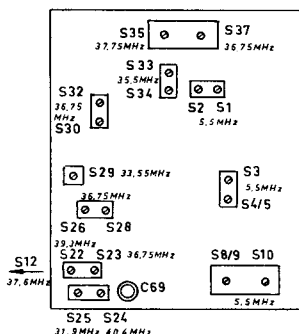 S35 S37
37,75MHz 36,75MHz
S33
35,5MHz
S34
S32
36,75
MHz
S30
S2 S1
5,5MHz
S29 33,55MHz
S3
5,5MHz
S4/5
36,75MHz
S26 S28
39,3MHz
S12
37,6MHz
S22 S23 36,75MHz
S8/9 S10
5,5MHz
C69
S25 S24
31,9MHz 40,4MHz